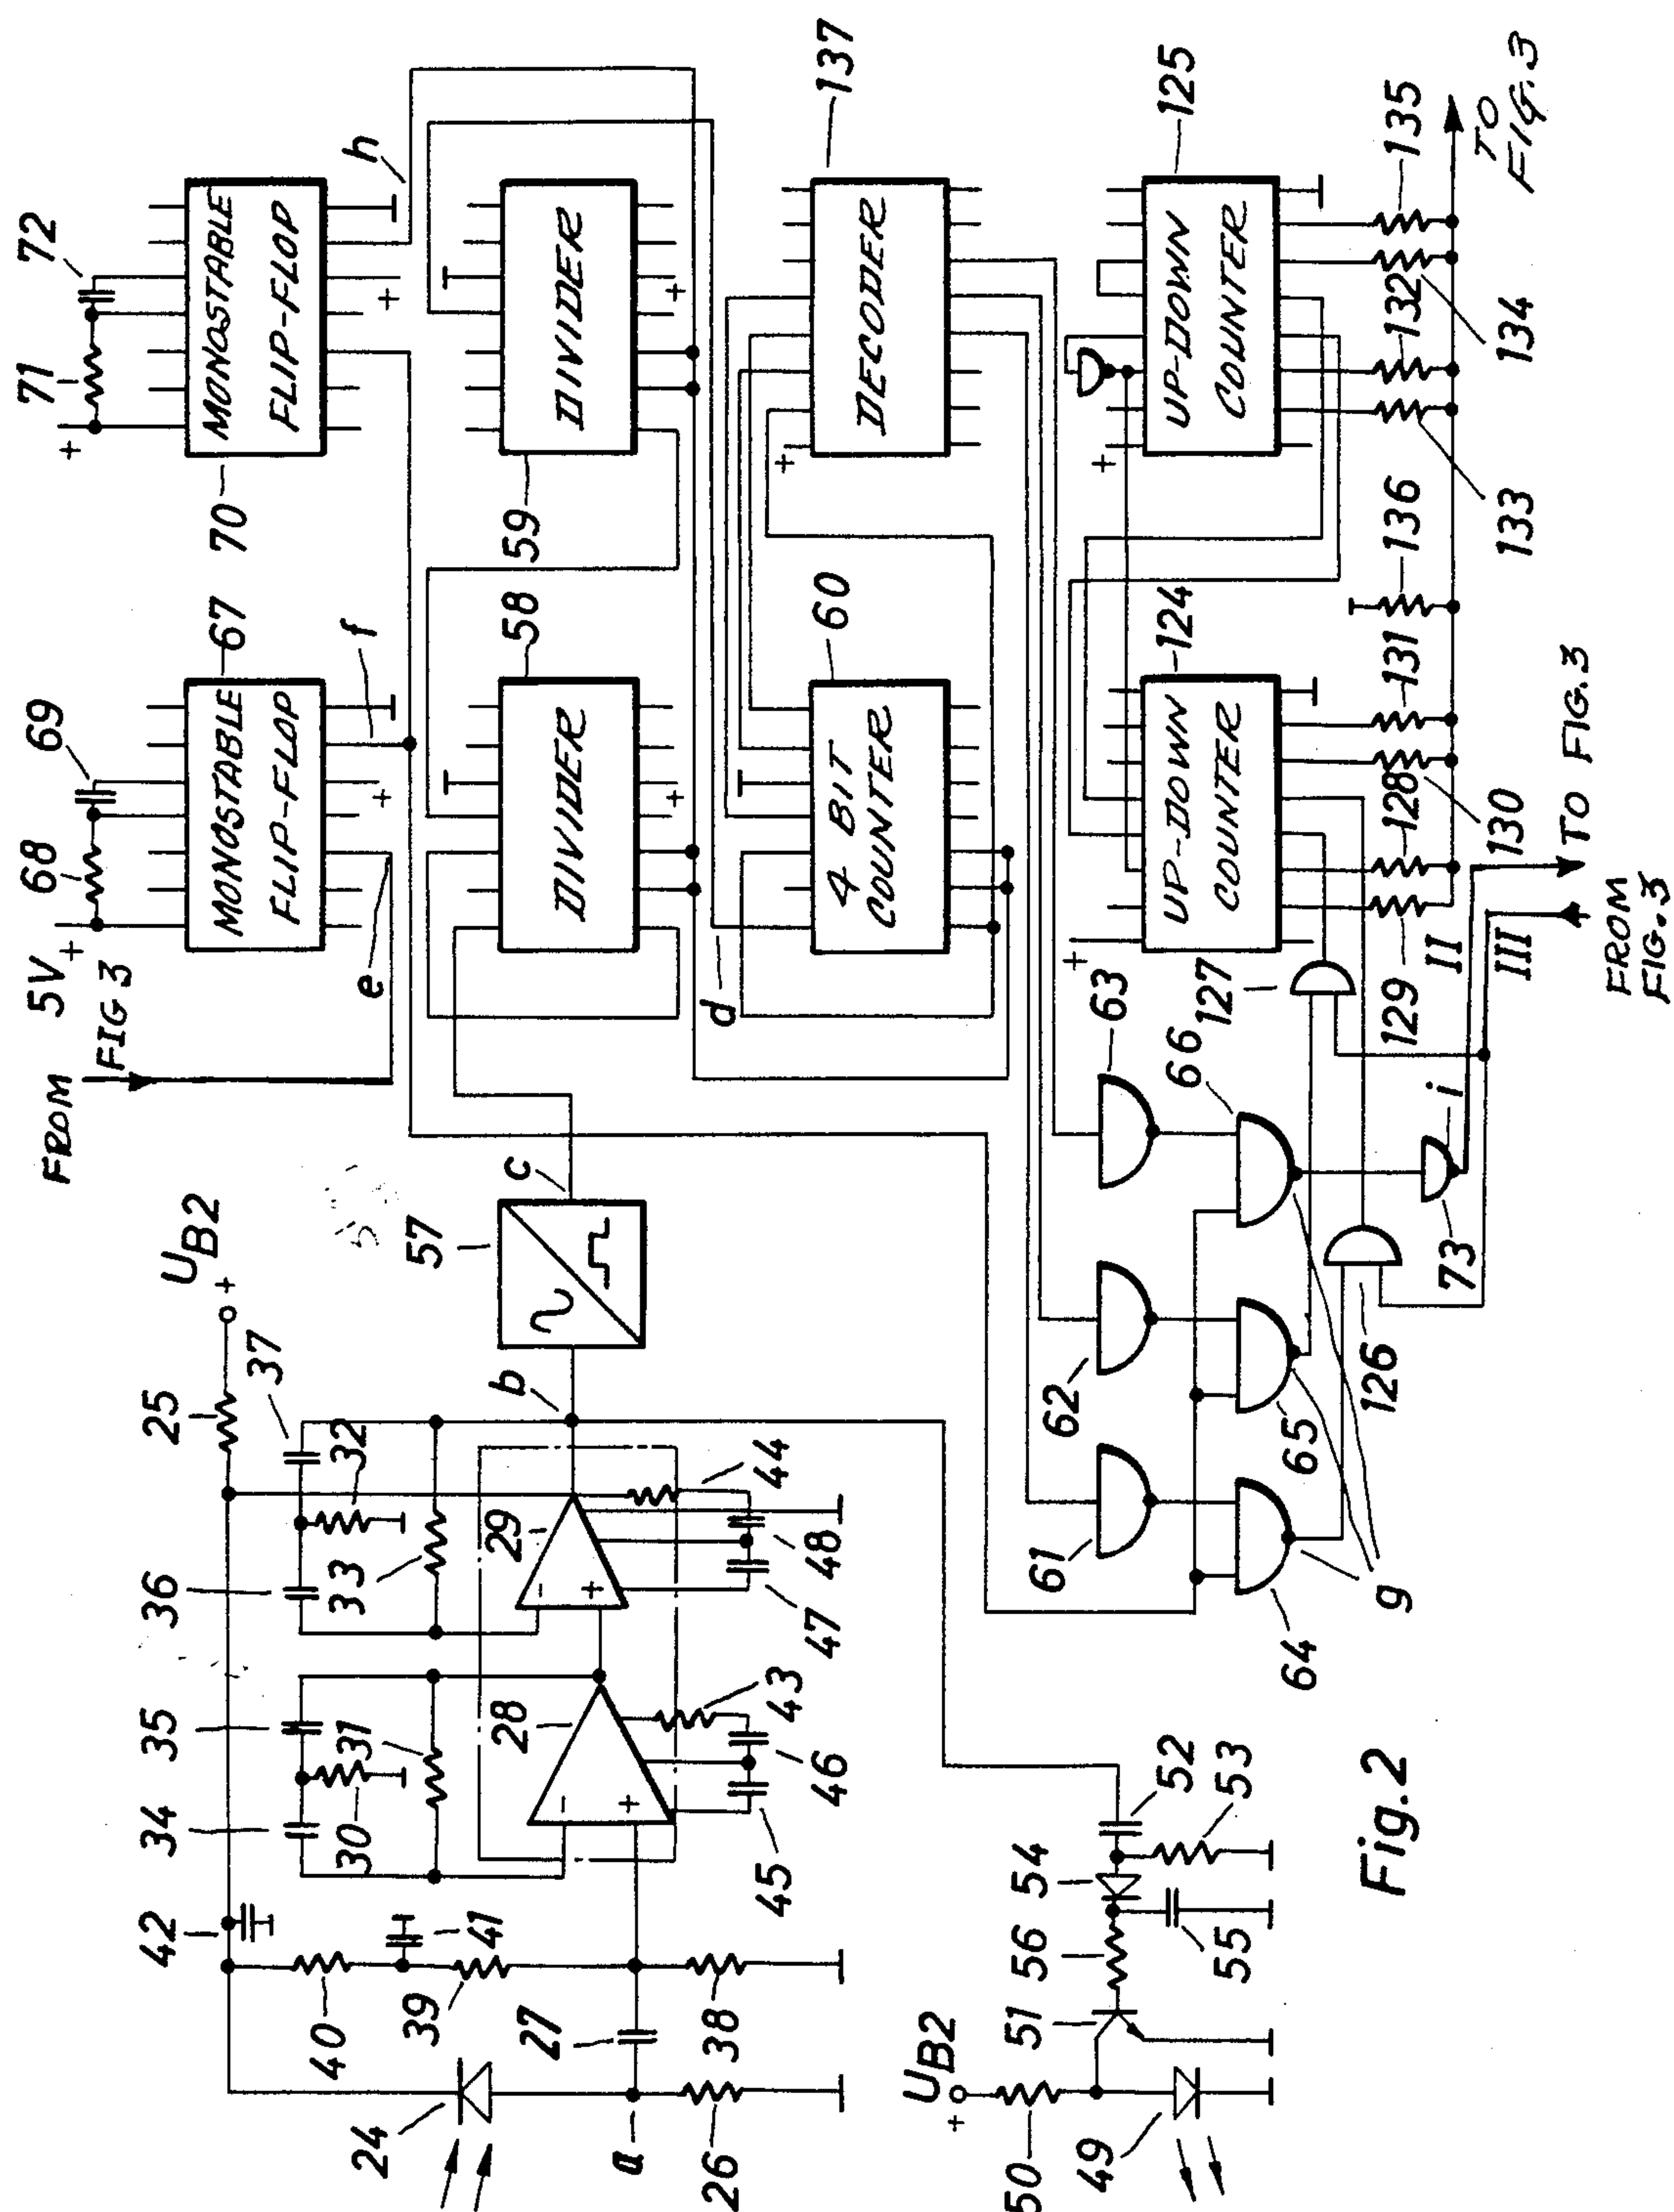 FROM
FIG 3
5V +
68
69
+
71
72
42
34
35
36
25
37
U_B2
+
MONOSTABLE
FLIP-FLOP
67
+
70
MONOSTABLE
FLIP-FLOP
+
h
e
f
40
39
41
30
31
33
32
24
28
29
- +
- +
b
57
c
DIVIDER
58
+
59
DIVIDER
+
27
a
26
38
45
46
43
47
48
44
d
4 BIT
COUNTER
60
+
DECODER
137
U_B2
+
50
49
51
56
54
55
52
53
61
62
63
64
65
66
g
126
127
73
i
+
UP-DOWN
COUNTER
124
+
UP-DOWN
COUNTER
125
129
128
130
131
136
133
132
134
135
II
III
FROM
FIG.3
TO FIG.3
TO
FIG.3
Fig.2